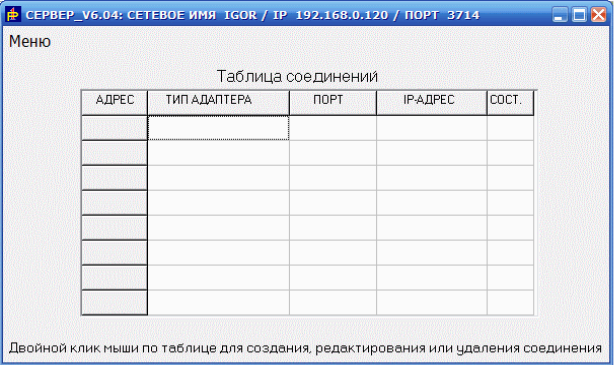 СЕРВЕР_V6.04: СЕТЕВОЕ ИМЯ IGOR / IP 192.168.0.120 / ПОРТ 3714
Меню
Таблица соединений
АДРЕС ТИП АДАПТЕРА ПОРТ IP-АДРЕС СОСТ.
Двойной клик мыши по таблице для создания, редактирования или удаления соединения